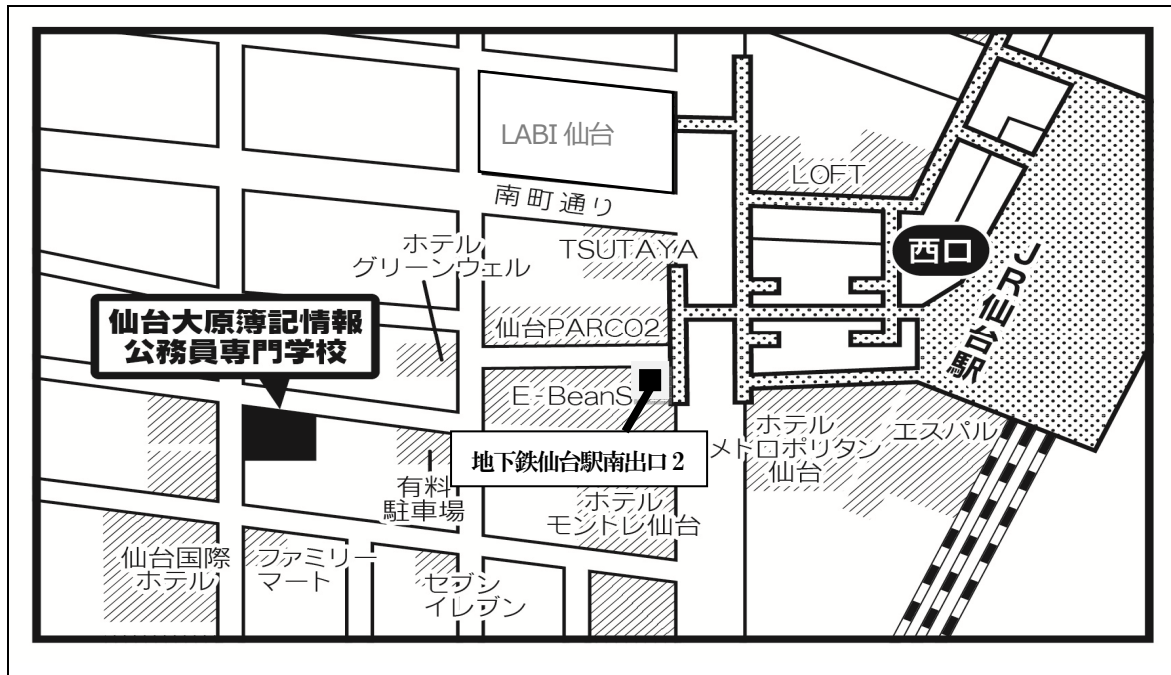 LABI 仙台
LOFT
南町通り
TSUTAYA
ホテル
グリーンウェル
西口
JR仙台駅
仙台大原簿記情報
公務員専門学校
仙台PARCO2
E-BeanS
地下鉄仙台駅南出口2
ホテル
メトロポリタン
仙台
エスパル
有料
駐車場
ホテル
モントレ仙台
仙台国際
ホテル
ファミリー
マート
セブン
イレブン